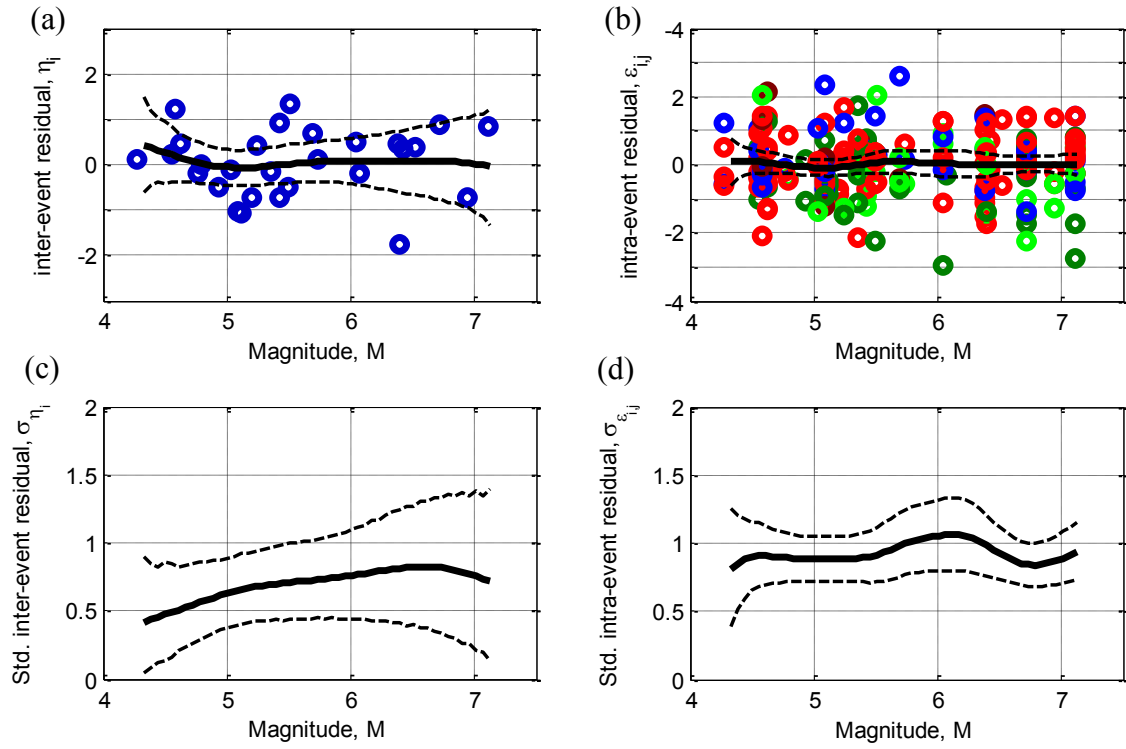 (a)
inter-event residual, ηi
2
0
-2
4
5
6
7
Magnitude, M
(b)
intra-event residual, εi,j
-4
2
0
-2
-4
4
5
6
7
Magnitude, M
(c)
Std. inter-event residual, σηi
2
1.5
1
0.5
0
4
5
6
7
Magnitude, M
(d)
Std. intra-event residual, σεi,j
2
1.5
1
0.5
0
4
5
6
7
Magnitude, M